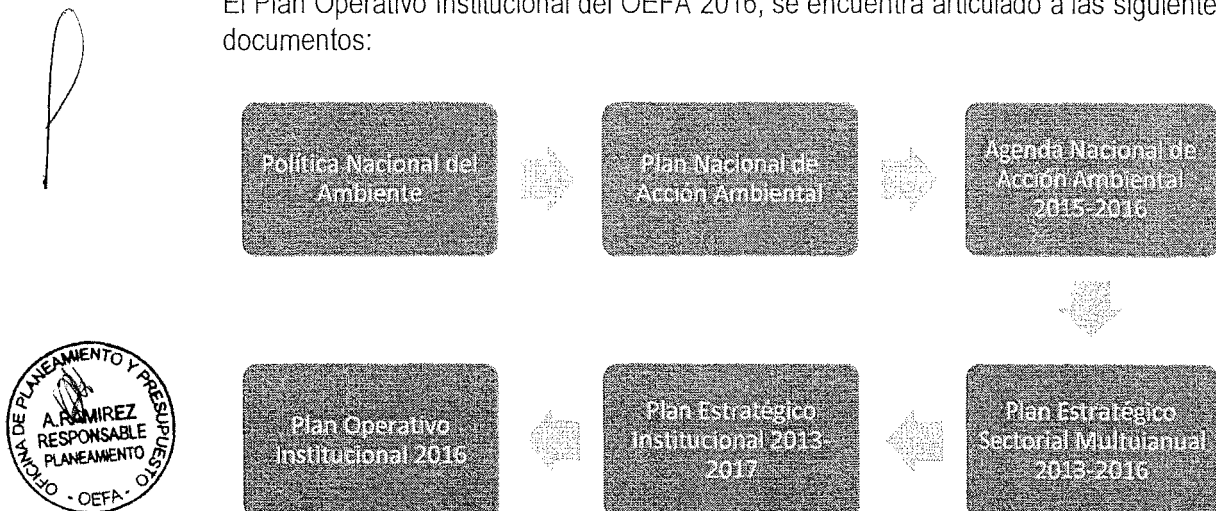 El Plan Operativo Institucional del OEFA 2016, se encuentra articulado a las siguiente
documentos:
Política Nacional del
Ambiente
Plan Nacional de
Acción Ambiental
Agenda Nacional de
Acción Ambiental
2015-2016
Plan Estratégico
Sectorial Multuianual
2013-2016
Plan Estratégico
Institucional 2013-
2017
Plan Operativo
Institucional 2016
OFICINA DE PLANEAMIENTO Y PRESUPUESTO
A. RAMIREZ
RESPONSABLE
PLANEAMIENTO
- OEFA -